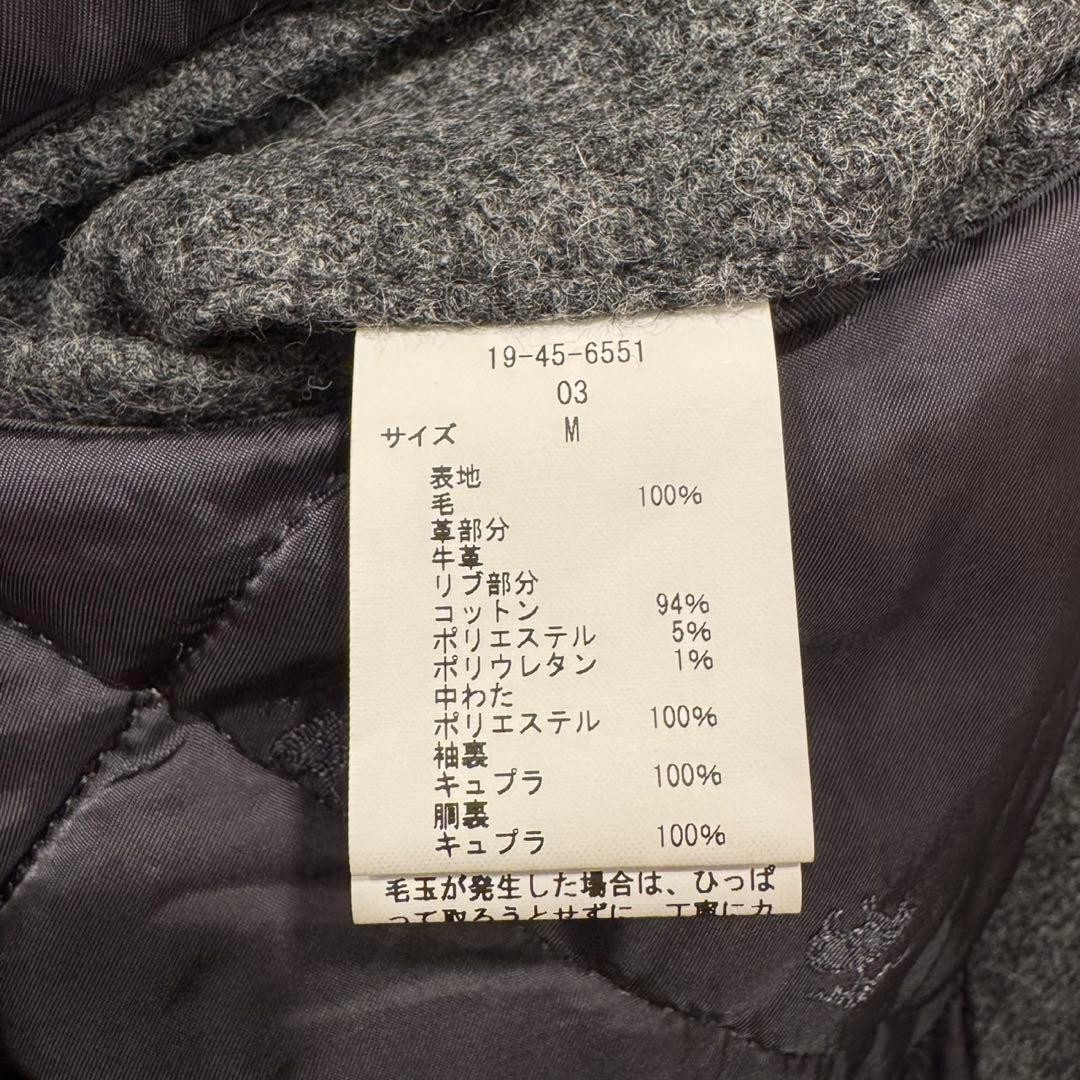 19-45-6551
03
サイズ M
表地
毛 100%
革部分
牛革
リブ部分
コットン 94%
ポリエステル 5%
ポリウレタン 1%
中わた
ポリエステル 100%
袖裏
キュプラ 100%
胴裏
キュプラ 100%
毛玉が発生した場合は、ひっぱ
って取ろうとせずに、丁寧にカ